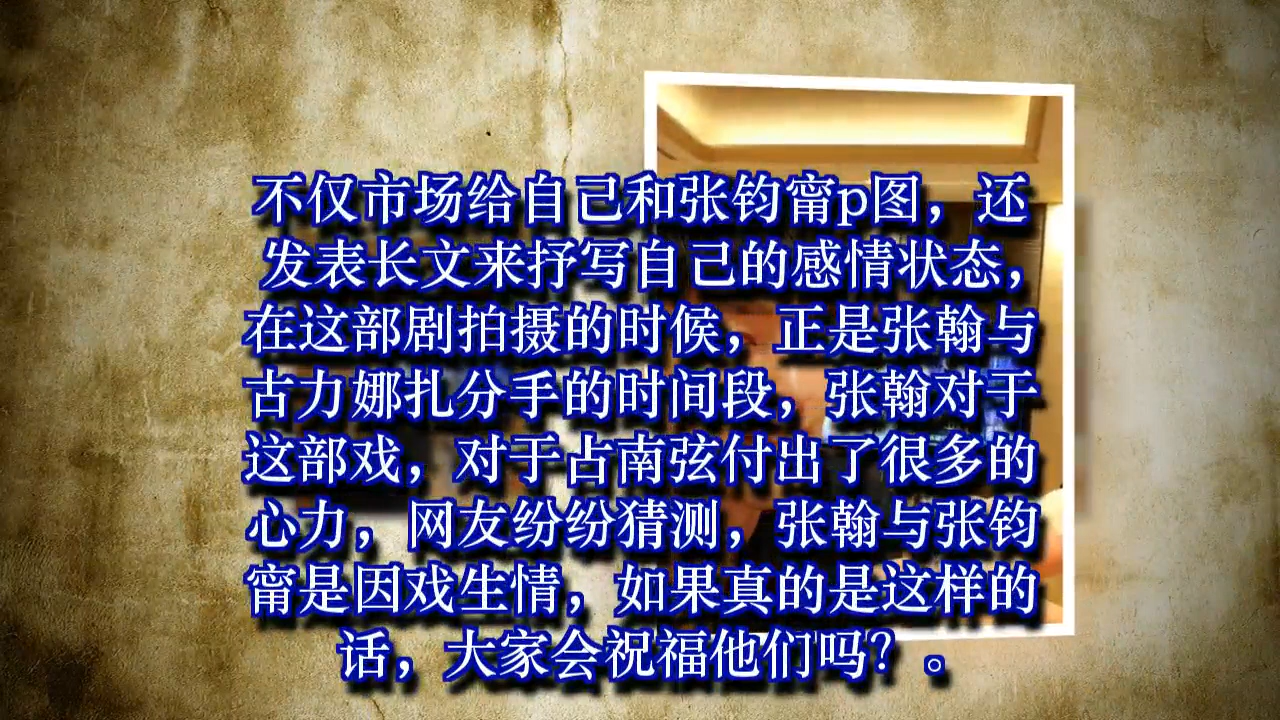 不仅市场给自己和张钧甯p图，还
发表长文来抒写自己的感情状态，
在这部剧拍摄的时候，正是张翰与
古力娜扎分手的时间段，张翰对于
这部戏，对于占南弦付出了很多的
心力，网友纷纷猜测，张翰与张钧
甯是因戏生情，如果真的是这样的
话，大家会祝福他们吗？。